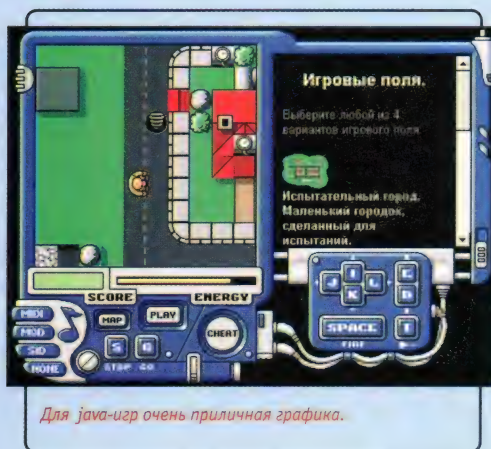 Игровые поля.
Выберите любой из 4
вариантов игрового поля
Испытательный город.
Маленький городок,
сделанный для
испытаний.
SCORE
ENERGY
MIDI
MOD
SID
NONE
MAP
PLAY
CHEAT
S
G
J
I
L
K
C
D
SPACE
FIRE
T
Для java-игр очень приличная графика.